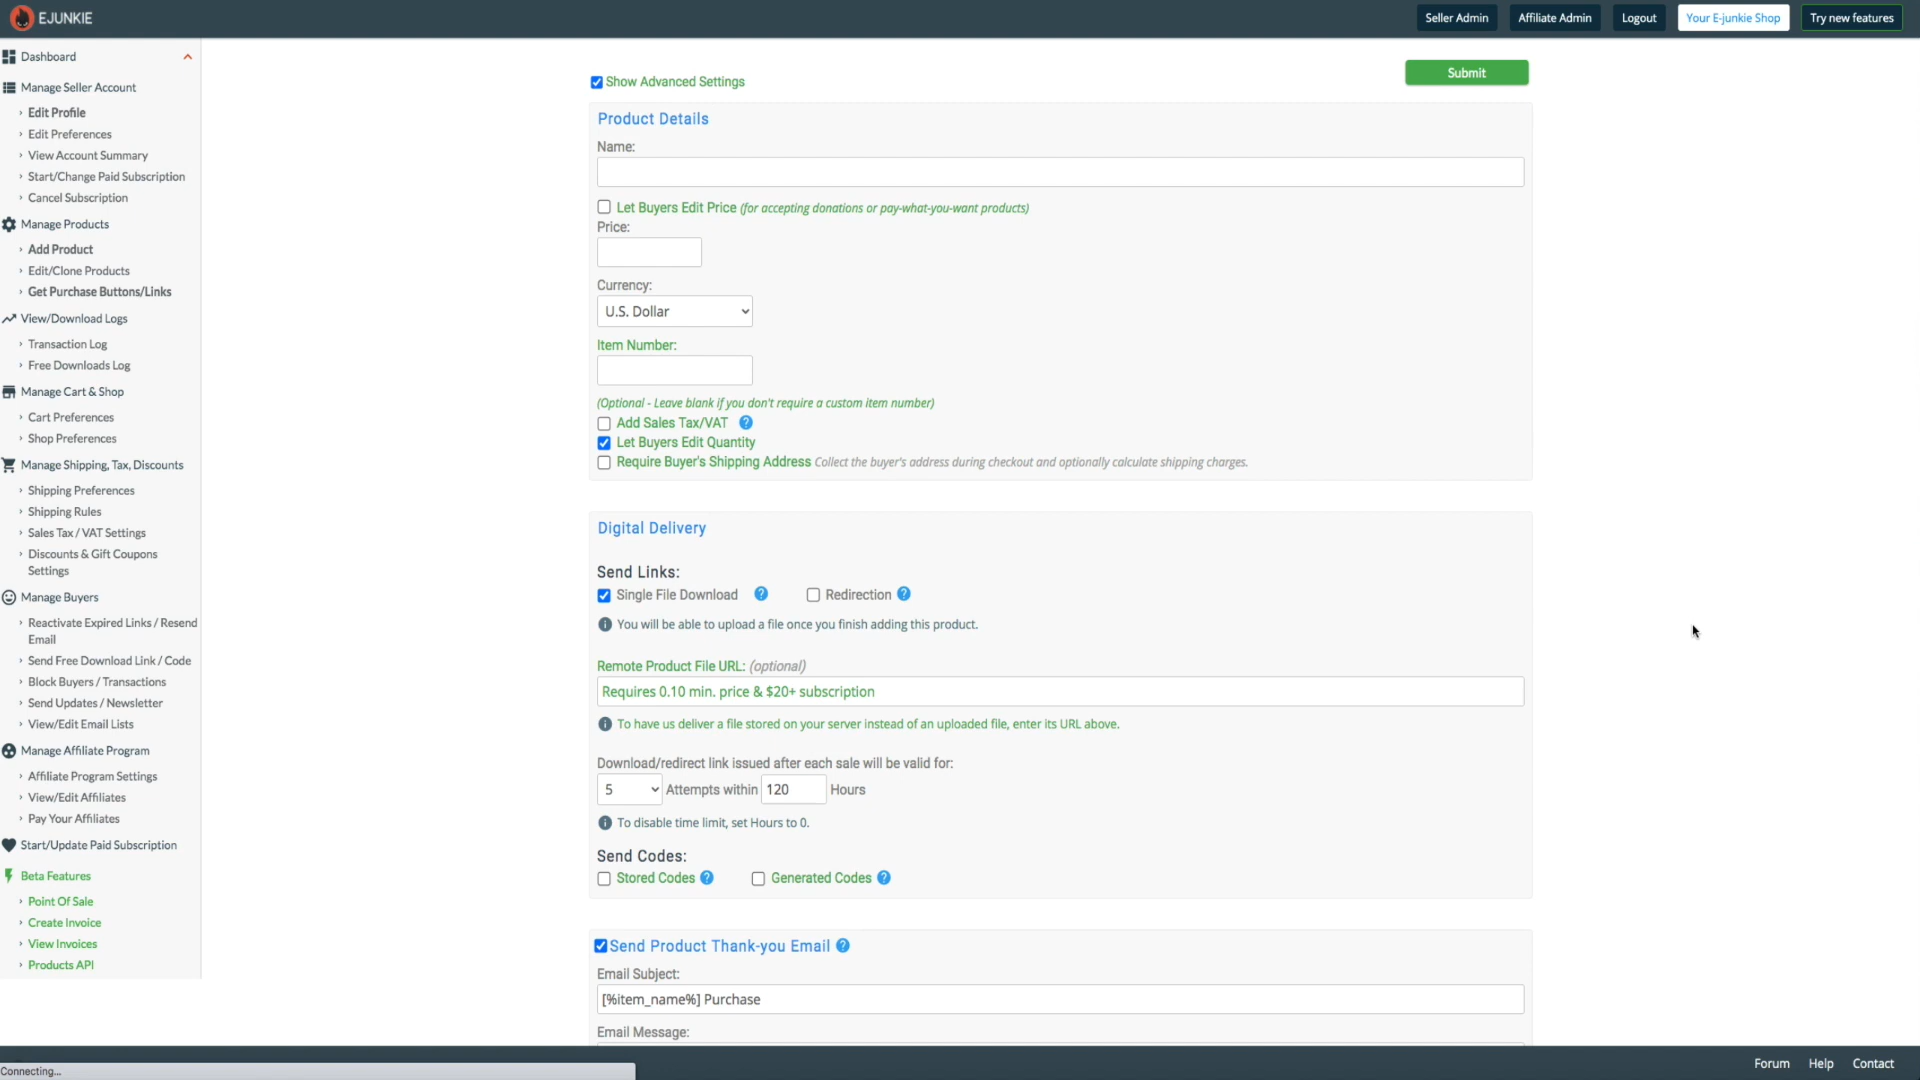 EJUNKIE
Seller Admin
Affiliate Admin
Logout
Your E-junkie Shop
Try new features
Dashboard
Manage Seller Account
Edit Profile
Edit Preferences
View Account Summary
Start/Change Paid Subscription
Cancel Subscription
Manage Products
Add Product
Edit/Clone Products
Get Purchase Buttons/Links
View/Download Logs
Transaction Log
Free Downloads Log
Manage Cart & Shop
Cart Preferences
Shop Preferences
Manage Shipping, Tax, Discounts
Shipping Preferences
Shipping Rules
Sales Tax / VAT Settings
Discounts & Gift Coupons
Settings
Manage Buyers
Reactivate Expired Links / Resend
Email
Send Free Download Link / Code
Block Buyers / Transactions
Send Updates / Newsletter
View/Edit Email Lists
Manage Affiliate Program
Affiliate Program Settings
View/Edit Affiliates
Pay Your Affiliates
Start/Update Paid Subscription
Beta Features
Point Of Sale
Create Invoice
View Invoices
Products API
Show Advanced Settings
Submit
Product Details
Name:
Let Buyers Edit Price (for accepting donations or pay-what-you-want products)
Price:
Currency:
U.S. Dollar
Item Number:
(Optional - Leave blank if you don't require a custom item number)
Add Sales Tax/VAT ?
Let Buyers Edit Quantity
Require Buyer's Shipping Address Collect the buyer's address during checkout and optionally calculate shipping charges.
Digital Delivery
Send Links:
Single File Download ? Redirection ?
You will be able to upload a file once you finish adding this product.
Remote Product File URL: (optional)
Requires 0.10 min. price & $20+ subscription
To have us deliver a file stored on your server instead of an uploaded file, enter its URL above.
Download/redirect link issued after each sale will be valid for:
5 Attempts within 120 Hours
To disable time limit, set Hours to 0.
Send Codes:
Stored Codes ? Generated Codes ?
Send Product Thank-you Email ?
Email Subject:
[%item_name%] Purchase
Email Message:
Connecting...
Forum
Help
Contact